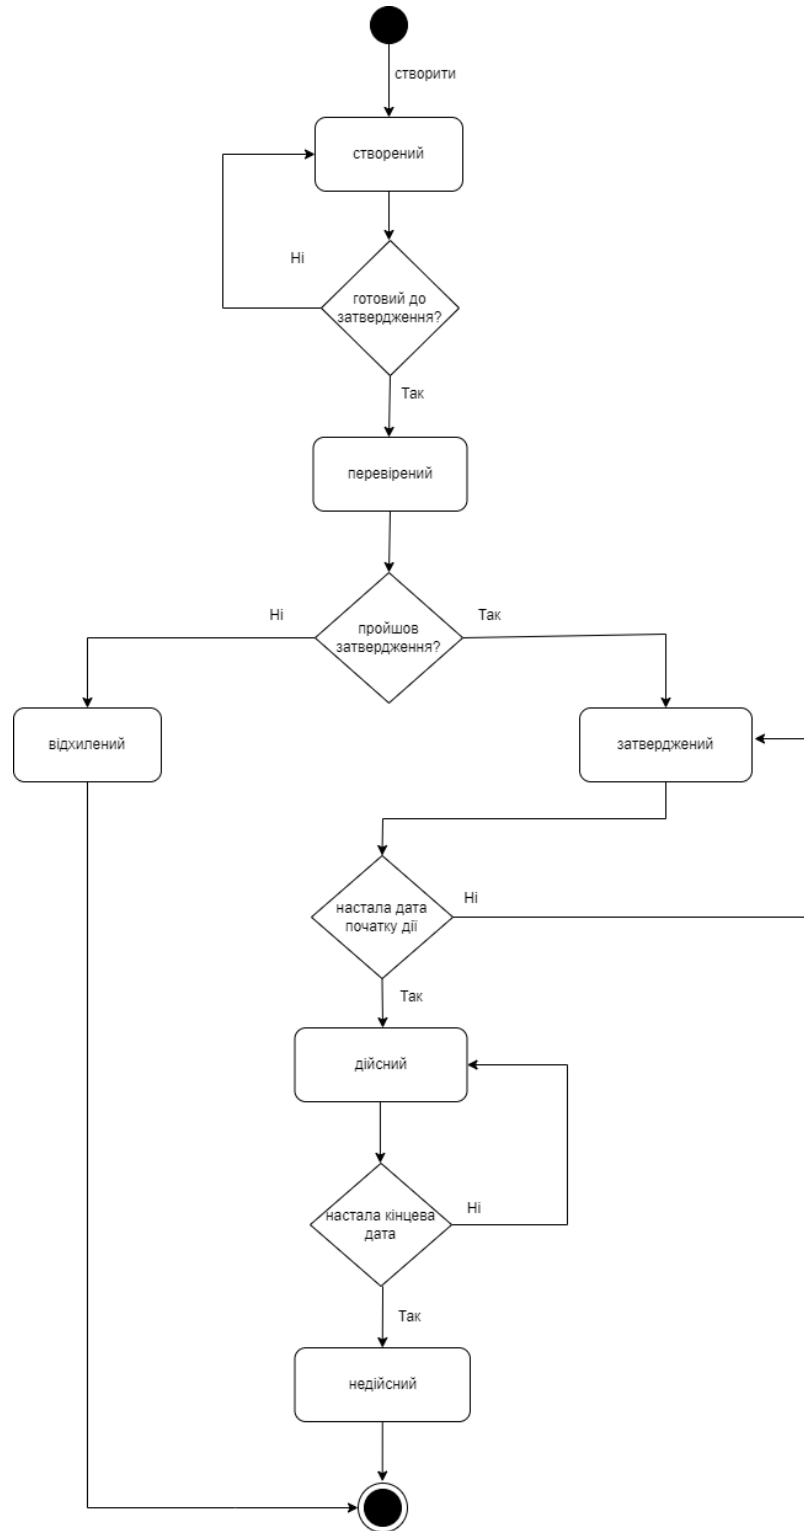 створити
створений
Ні
готовий до
затвердження?
Так
перевірений
Ні
Так
пройшов
затвердження?
відхилений
затверджений
настала дата
початку дії
Ні
Так
дійсний
настала кінцева
дата
Ні
Так
недійсний